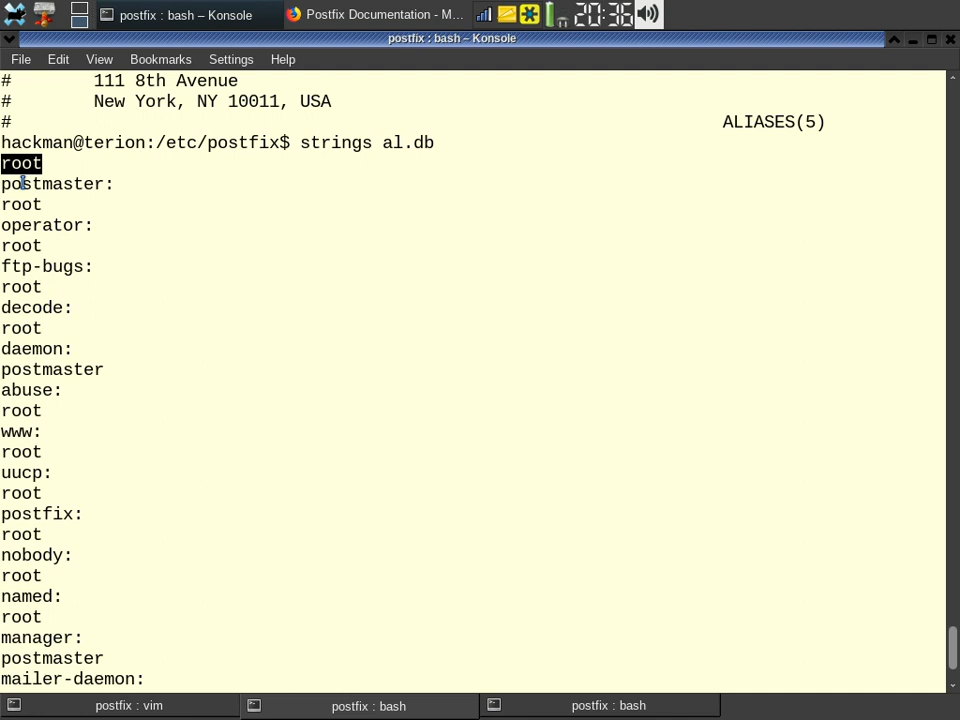 postfix : bash – Konsole
Postfix Documentation - M...
20:36
postfix : bash – Konsole
File Edit View Bookmarks Settings Help
#        111 8th Avenue
#        New York, NY 10011, USA
#                                                                     ALIASES(5)
hackman@terion:/etc/postfix$ strings al.db
root
postmaster:
root
operator:
root
ftp-bugs:
root
decode:
root
daemon:
postmaster
abuse:
root
www:
root
uucp:
root
postfix:
root
nobody:
root
named:
root
manager:
postmaster
mailer-daemon:
postfix : vim
postfix : bash
postfix : bash